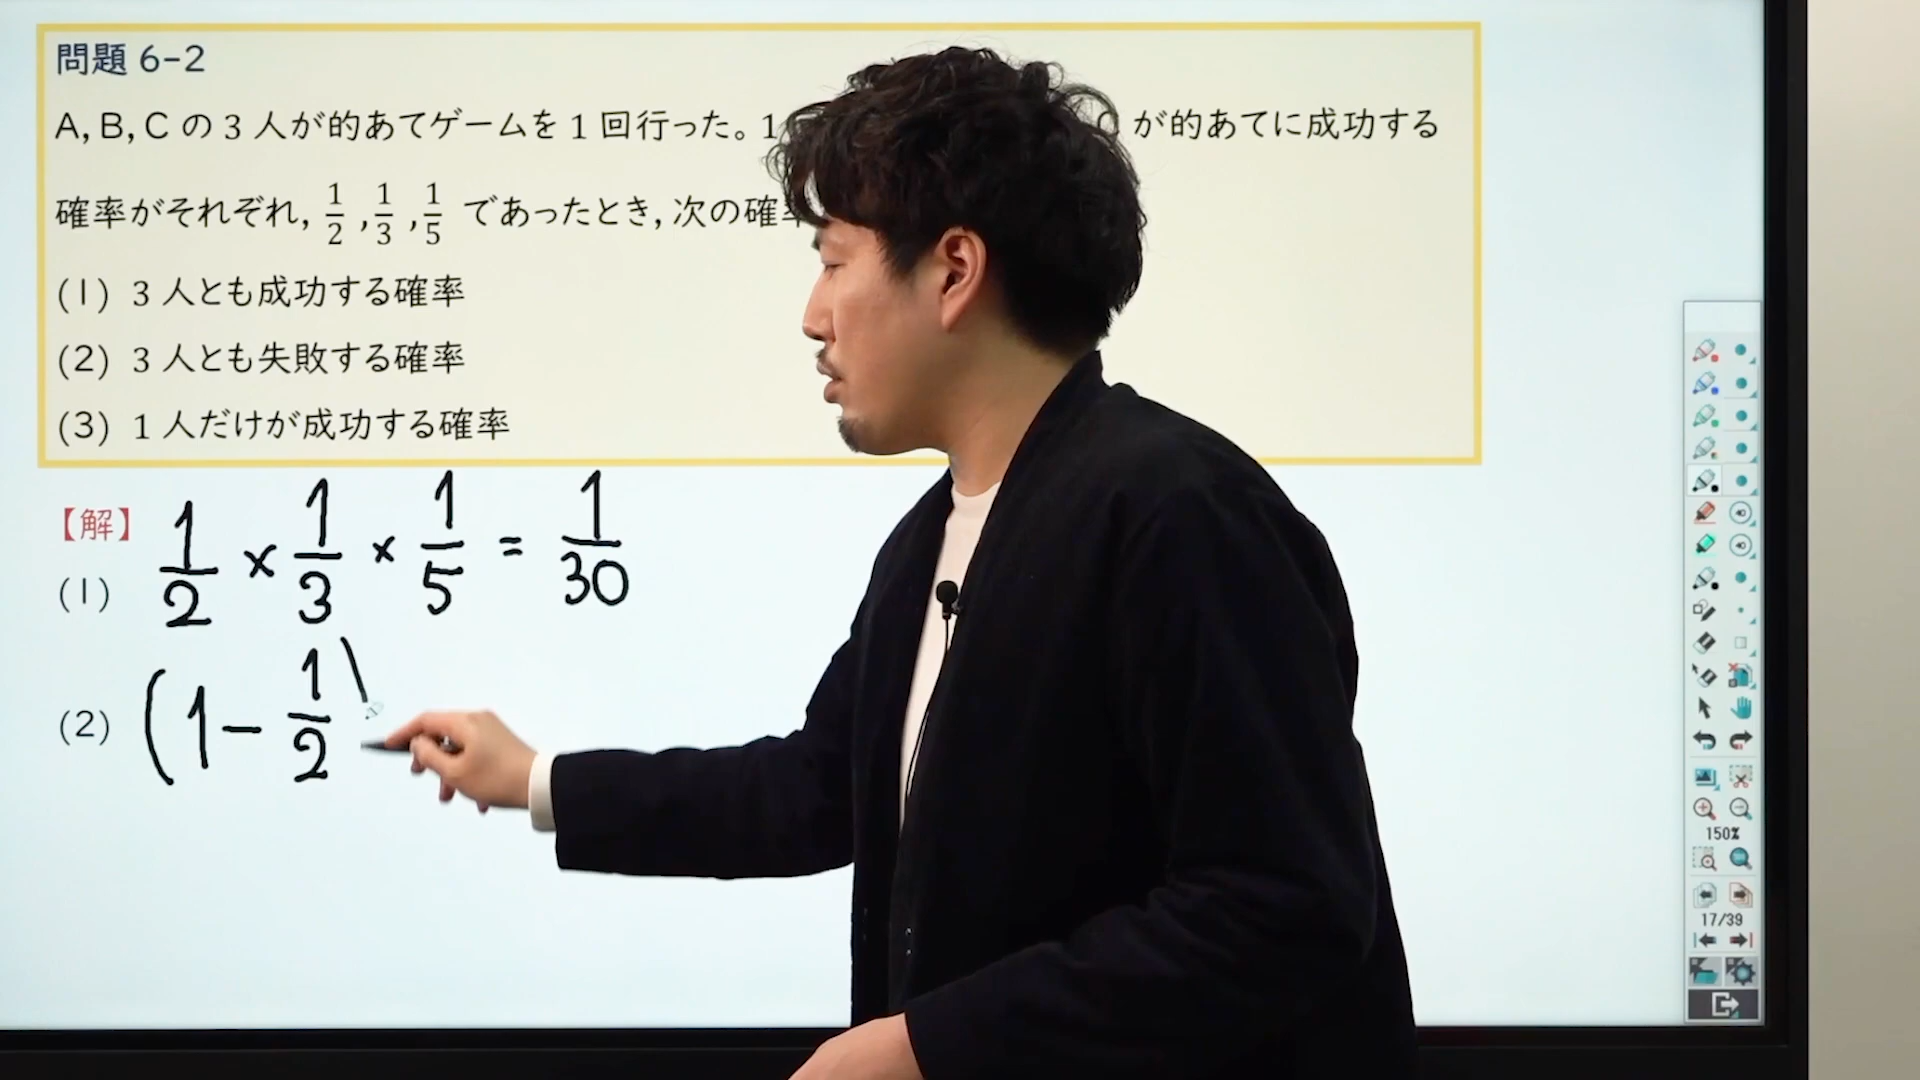 問題 6-2
A, B, C の 3 人が的あてゲームを 1 回行った。1 が的あてに成功する
確率がそれぞれ, 1/2 , 1/3 , 1/5 であったとき, 次の確率
(1) 3 人とも成功する確率
(2) 3 人とも失敗する確率
(3) 1 人だけが成功する確率
【解】
(1) 1/2 × 1/3 × 1/5 = 1/30
(2) (1 - 1/2
150%
17/39